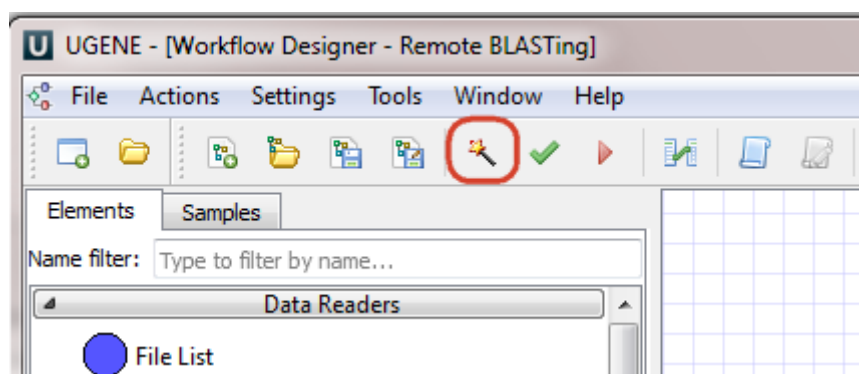 U UGENE - [Workflow Designer - Remote BLASTing]
File Actions Settings Tools Window Help
Elements Samples
Name filter: Type to filter by name...
Data Readers
File List